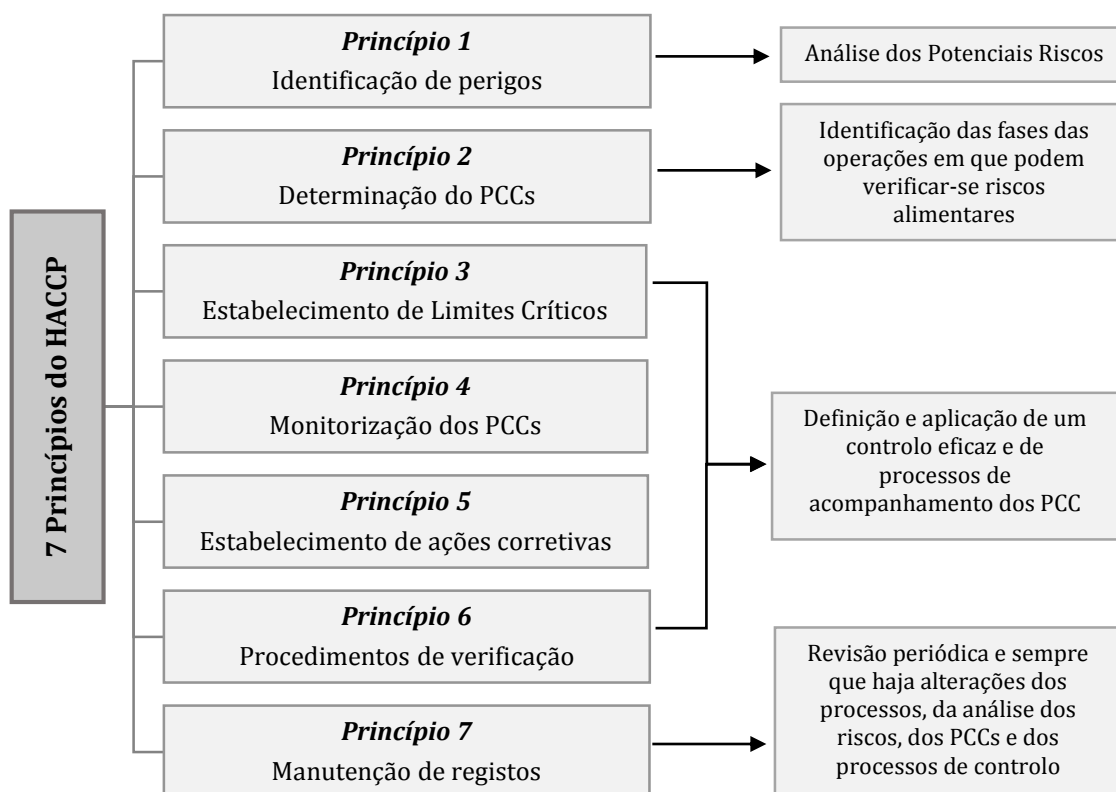 7 Princípios do HACCP
Princípio 1
Identificação de perigos
Análise dos Potenciais Riscos
Princípio 2
Determinação do PCCs
Identificação das fases das
operações em que podem
verificar-se riscos
alimentares
Princípio 3
Estabelecimento de Limites Críticos
Princípio 4
Monitorização dos PCCs
Princípio 5
Estabelecimento de ações corretivas
Princípio 6
Procedimentos de verificação
Definição e aplicação de um
controlo eficaz e de
processos de
acompanhamento dos PCC
Princípio 7
Manutenção de registos
Revisão periódica e sempre
que haja alterações dos
processos, da análise dos
riscos, dos PCCs e dos
processos de controlo